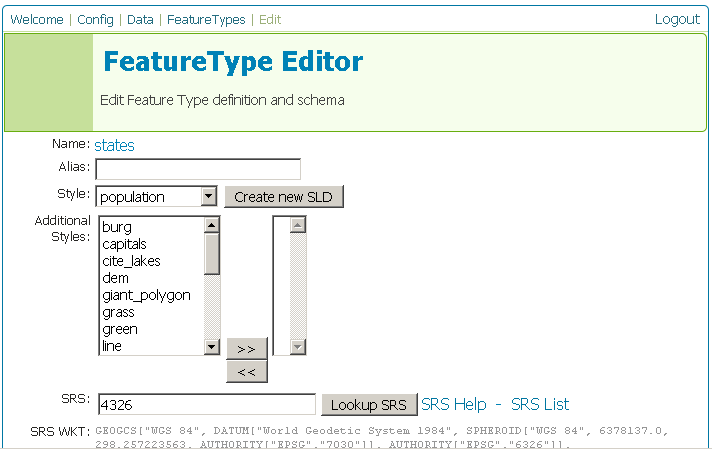 Welcome | Config | Data | FeatureTypes | Edit Logout
FeatureType Editor
Edit Feature Type definition and schema
Name: states
Alias:
Style: population Create new SLD
Additional
Styles:
burg
capitals
cite_lakes
dem
giant_polygon
grass
green
line
>>
<<
SRS: 4326 Lookup SRS SRS Help - SRS List
SRS WKT: GEOGCS["WGS 84", DATUM["World Geodetic System 1984", SPHEROID["WGS 84", 6378137.0,
298.257223563, AUTHORITY["EPSG","7030"]], AUTHORITY["EPSG","6326"]],